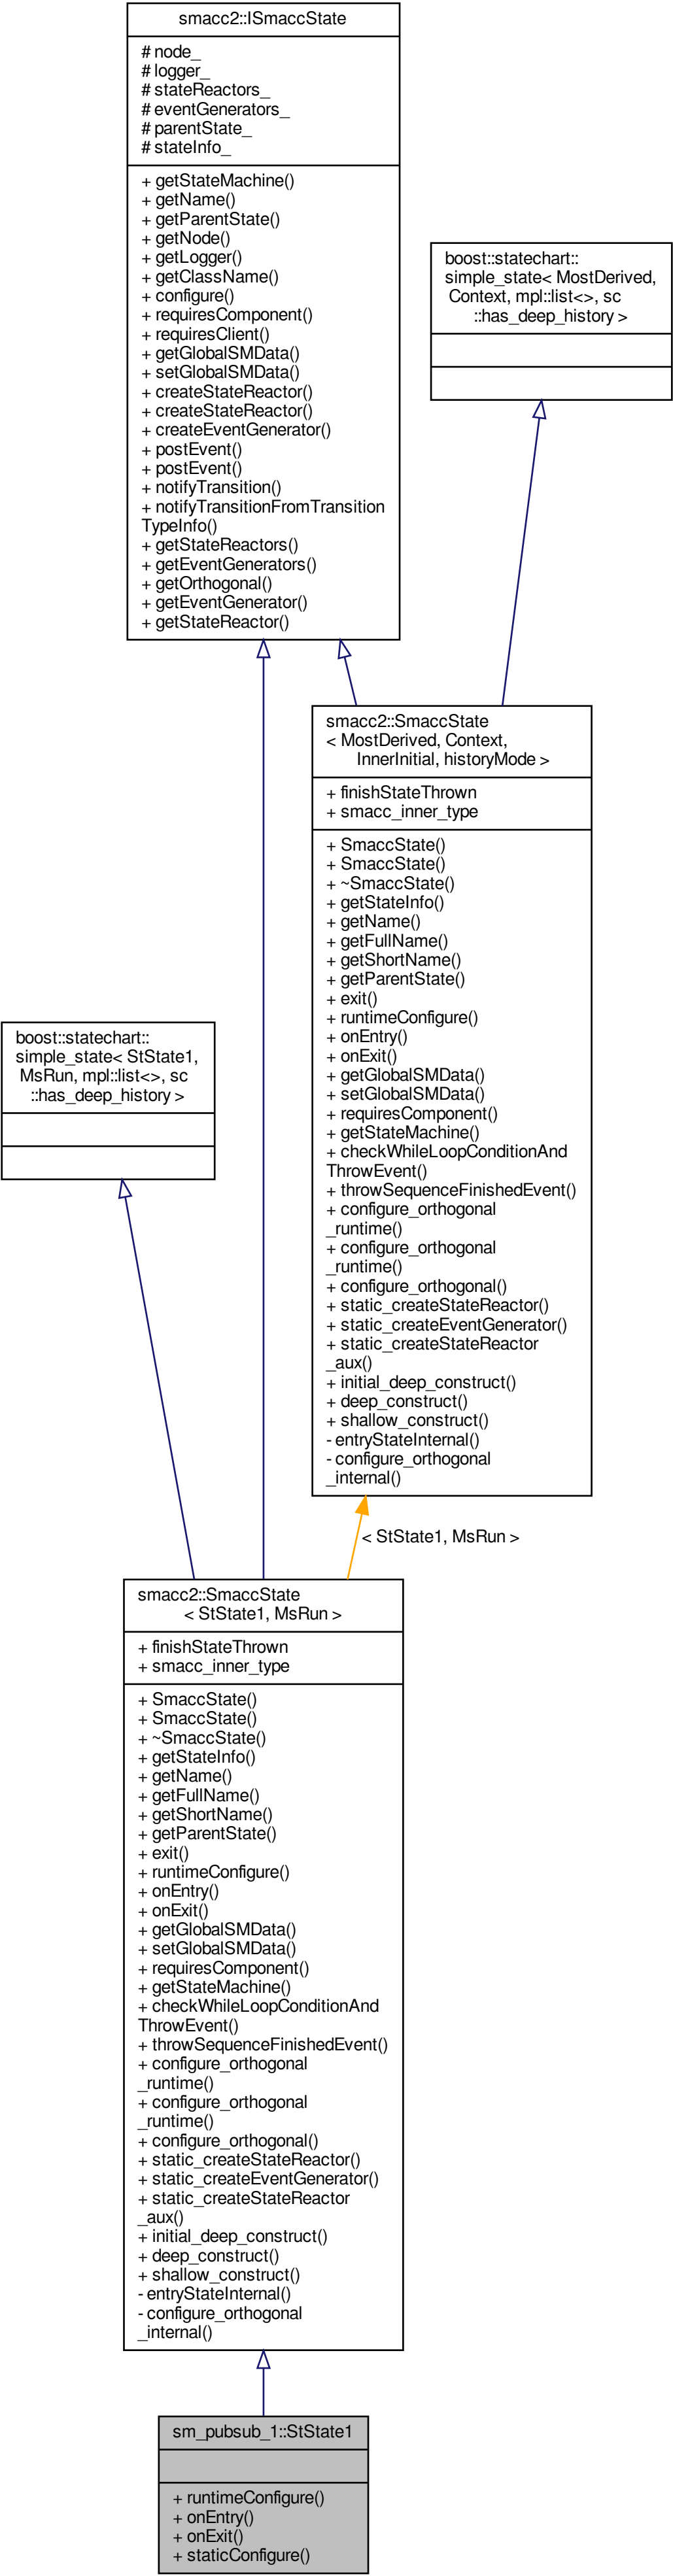 smacc2::ISmaccState
# node_
# logger_
# stateReactors_
# eventGenerators_
# parentState_
# stateInfo_
+ getStateMachine()
+ getName()
+ getParentState()
+ getNode()
+ getLogger()
+ getClassName()
+ configure()
+ requiresComponent()
+ requiresClient()
+ getGlobalSMData()
+ setGlobalSMData()
+ createStateReactor()
+ createStateReactor()
+ createEventGenerator()
+ postEvent()
+ postEvent()
+ notifyTransition()
+ notifyTransitionFromTransition
TypeInfo()
+ getStateReactors()
+ getEventGenerators()
+ getOrthogonal()
+ getEventGenerator()
+ getStateReactor()
boost::statechart::
simple_state< MostDerived,
Context, mpl::list<>, sc
::has_deep_history >
smacc2::SmaccState
< MostDerived, Context,
InnerInitial, historyMode >
+ finishStateThrown
+ smacc_inner_type
+ SmaccState()
+ SmaccState()
+ ~SmaccState()
+ getStateInfo()
+ getName()
+ getFullName()
+ getShortName()
+ getParentState()
+ exit()
+ runtimeConfigure()
+ onEntry()
+ onExit()
+ getGlobalSMData()
+ setGlobalSMData()
+ requiresComponent()
+ getStateMachine()
+ checkWhileLoopConditionAnd
ThrowEvent()
+ throwSequenceFinishedEvent()
+ configure_orthogonal
_runtime()
+ configure_orthogonal
_runtime()
+ configure_orthogonal()
+ static_createStateReactor()
+ static_createEventGenerator()
+ static_createStateReactor
_aux()
+ initial_deep_construct()
+ deep_construct()
+ shallow_construct()
- entryStateInternal()
- configure_orthogonal
_internal()
boost::statechart::
simple_state< StState1,
MsRun, mpl::list<>, sc
::has_deep_history >
< StState1, MsRun >
smacc2::SmaccState
< StState1, MsRun >
+ finishStateThrown
+ smacc_inner_type
+ SmaccState()
+ SmaccState()
+ ~SmaccState()
+ getStateInfo()
+ getName()
+ getFullName()
+ getShortName()
+ getParentState()
+ exit()
+ runtimeConfigure()
+ onEntry()
+ onExit()
+ getGlobalSMData()
+ setGlobalSMData()
+ requiresComponent()
+ getStateMachine()
+ checkWhileLoopConditionAnd
ThrowEvent()
+ throwSequenceFinishedEvent()
+ configure_orthogonal
_runtime()
+ configure_orthogonal
_runtime()
+ configure_orthogonal()
+ static_createStateReactor()
+ static_createEventGenerator()
+ static_createStateReactor
_aux()
+ initial_deep_construct()
+ deep_construct()
+ shallow_construct()
- entryStateInternal()
- configure_orthogonal
_internal()
sm_pubsub_1::StState1
+ runtimeConfigure()
+ onEntry()
+ onExit()
+ staticConfigure()